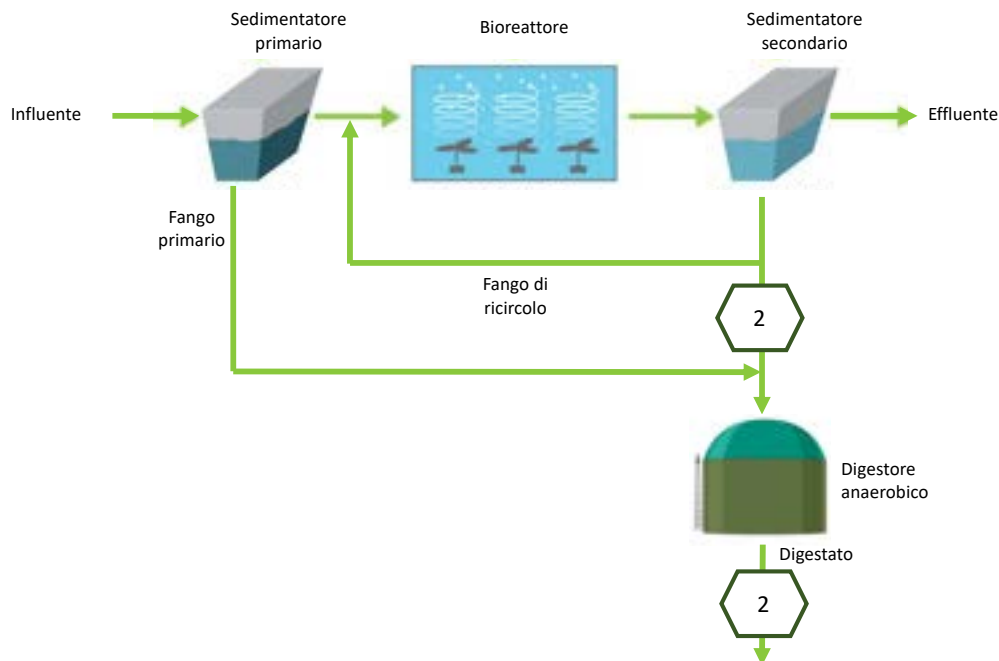 Sedimentatore
primario
Bioreattore
Sedimentatore
secondario
Influente
Effluente
Fango
primario
Fango di
ricircolo
2
Digestore
anaerobico
Digestato
2